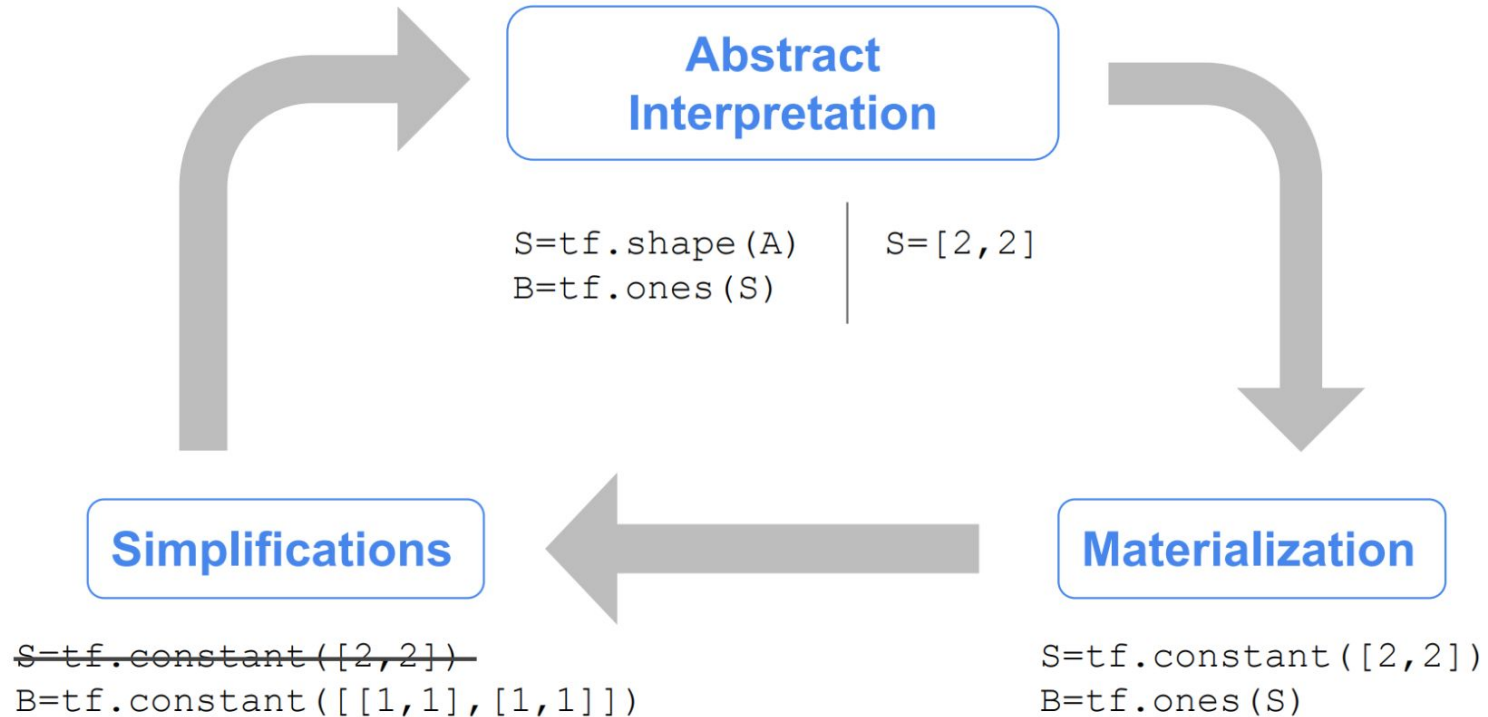 Abstract
Interpretation
S=tf.shape(A)
B=tf.ones(S)
S=[2,2]
Simplifications
S=tf.constant([2,2])
B=tf.constant([[1,1],[1,1]])
Materialization
S=tf.constant([2,2])
B=tf.ones(S)